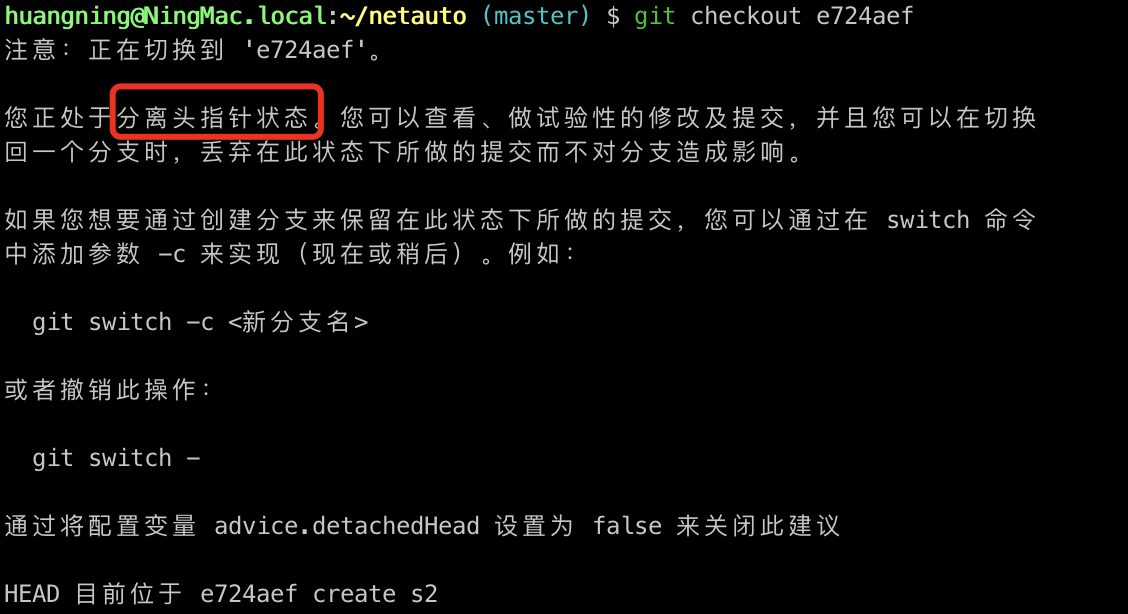 huangning@NingMac.local:~/netauto (master) $ git checkout e724aef
注意：正在切换到 'e724aef'。
您正处于分离头指针状态。您可以查看、做试验性的修改及提交，并且您可以在切换
回一个分支时，丢弃在此状态下所做的提交而不对分支造成影响。
如果您想要通过创建分支来保留在此状态下所做的提交，您可以通过在 switch 命令
中添加参数 -c 来实现（现在或稍后）。例如：
git switch -c <新分支名>
或者撤销此操作：
git switch -
通过将配置变量 advice.detachedHead 设置为 false 来关闭此建议
HEAD 目前位于 e724aef create s2